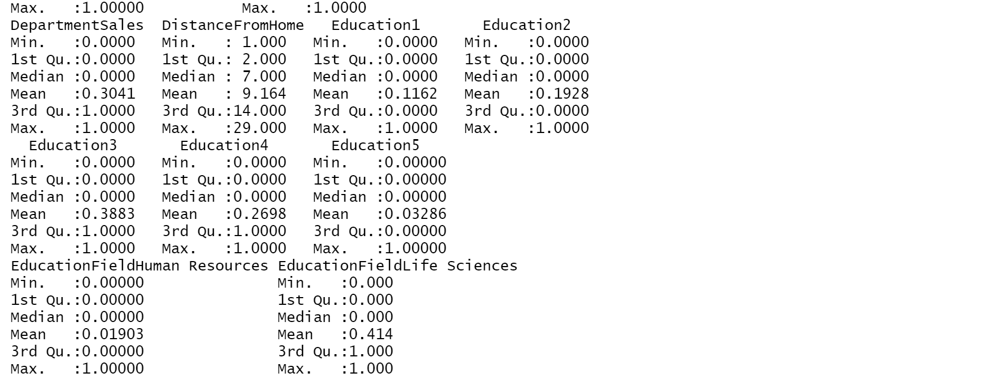 Max.   :1.00000           Max.   :1.0000
DepartmentSales  DistanceFromHome   Education1       Education2
Min.   :0.0000   Min.   : 1.000   Min.   :0.0000   Min.   :0.0000
1st Qu.:0.0000   1st Qu.: 2.000   1st Qu.:0.0000   1st Qu.:0.0000
Median :0.0000   Median : 7.000   Median :0.0000   Median :0.0000
Mean   :0.3041   Mean   : 9.164   Mean   :0.1162   Mean   :0.1928
3rd Qu.:1.0000   3rd Qu.:14.000   3rd Qu.:0.0000   3rd Qu.:0.0000
Max.   :1.0000   Max.   :29.000   Max.   :1.0000   Max.   :1.0000
  Education3       Education4       Education5
Min.   :0.0000   Min.   :0.0000   Min.   :0.00000
1st Qu.:0.0000   1st Qu.:0.0000   1st Qu.:0.00000
Median :0.0000   Median :0.0000   Median :0.00000
Mean   :0.3883   Mean   :0.2698   Mean   :0.03286
3rd Qu.:1.0000   3rd Qu.:1.0000   3rd Qu.:0.00000
Max.   :1.0000   Max.   :1.0000   Max.   :1.00000
EducationFieldHuman Resources EducationFieldLife Sciences
Min.   :0.00000               Min.   :0.000
1st Qu.:0.00000               1st Qu.:0.000
Median :0.00000               Median :0.000
Mean   :0.01903               Mean   :0.414
3rd Qu.:0.00000               3rd Qu.:1.000
Max.   :1.00000               Max.   :1.000